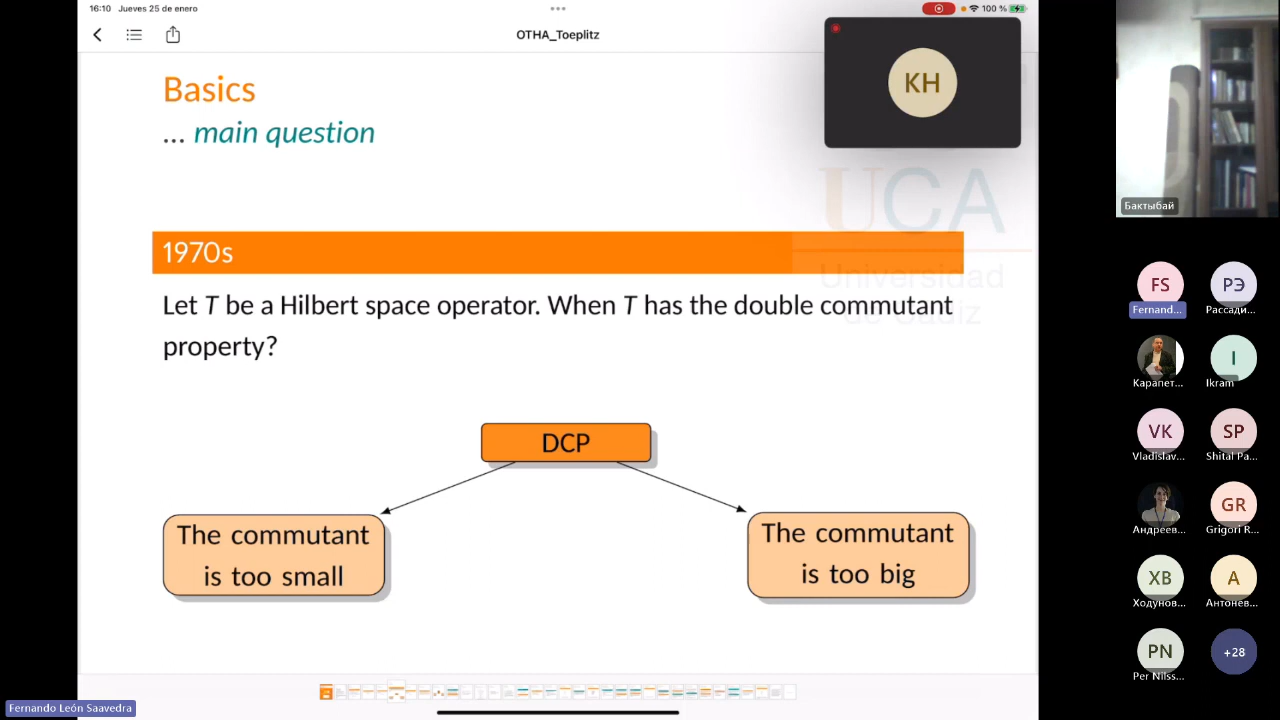 16:10 Jueves 25 de enero
100 %
OTHA_Toeplitz
KH
Basics
... main question
UCA
Universidad
1970s
Let T be a Hilbert space operator. When T has the double commutant
property?
DCP
The commutant
is too small
The commutant
is too big
Fernando León Saavedra
Бактыбай
FS
РЭ
Fernand...
Рассади...
I
Карапет...
Ikram
VK
SP
Vladislav...
Shital Pa...
GR
Андреев...
Grigori R...
ХВ
А
Ходунов...
Антонев...
PN
+28
Per Nilss...